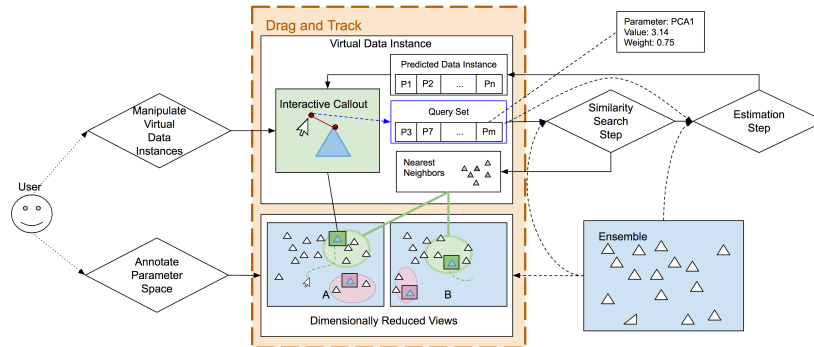 Drag and Track
Virtual Data Instance
Parameter: PCA1
Value: 3.14
Weight: 0.75
Predicted Data Instance
P1 P2 ... Pn
Interactive Callout
Query Set
P3 P7 ... Pm
Nearest
Neighbors
Manipulate
Virtual
Data
Instances
Similarity
Search
Step
Estimation
Step
User
Annotate
Parameter
Space
A
B
Dimensionally Reduced Views
Ensemble